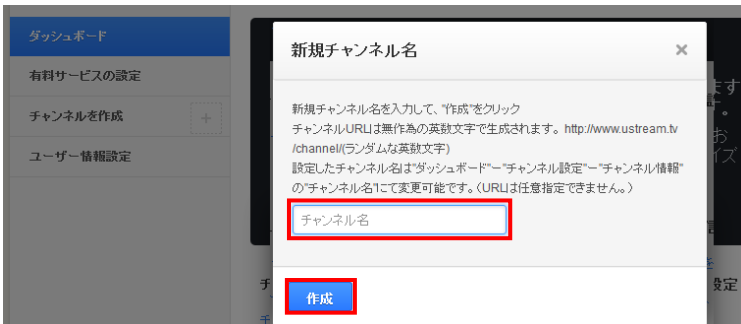 ダッシュボード
有料サービスの設定
チャンネルを作成
+
ユーザー情報設定
新規チャンネル名
×
新規チャンネル名を入力して、"作成"をクリック
チャンネルURLは無作為の英数文字で生成されます。http://www.ustream.tv
/channel/(ランダムな英数文字)
設定したチャンネル名は"ダッシュボード"ー"チャンネル設定"ー"チャンネル情報"
の"チャンネル名"にて変更可能です。（URLは任意指定できません。）
チャンネル名
作成
ます
お
イズ
設定